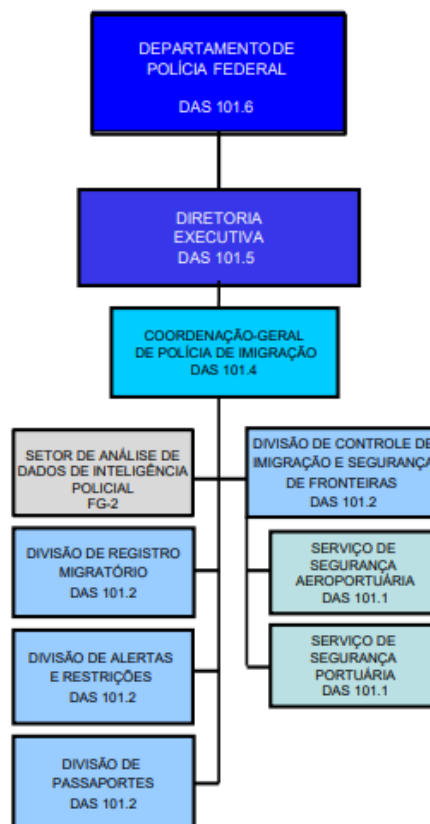 DEPARTAMENTO DE
POLÍCIA FEDERAL
DAS 101.6
DIRETORIA
EXECUTIVA
DAS 101.5
COORDENAÇÃO-GERAL
DE POLÍCIA DE IMIGRAÇÃO
DAS 101.4
SETOR DE ANÁLISE DE
DADOS DE INTELIGÊNCIA
POLICIAL
FG-2
DIVISÃO DE CONTROLE DE
IMIGRAÇÃO E SEGURANÇA
DE FRONTEIRAS
DAS 101.2
DIVISÃO DE REGISTRO
MIGRATÓRIO
DAS 101.2
SERVIÇO DE
SEGURANÇA
AEROPORTUÁRIA
DAS 101.1
DIVISÃO DE ALERTAS
E RESTRIÇÕES
DAS 101.2
SERVIÇO DE
SEGURANÇA
PORTUÁRIA
DAS 101.1
DIVISÃO DE
PASSAPORTES
DAS 101.2